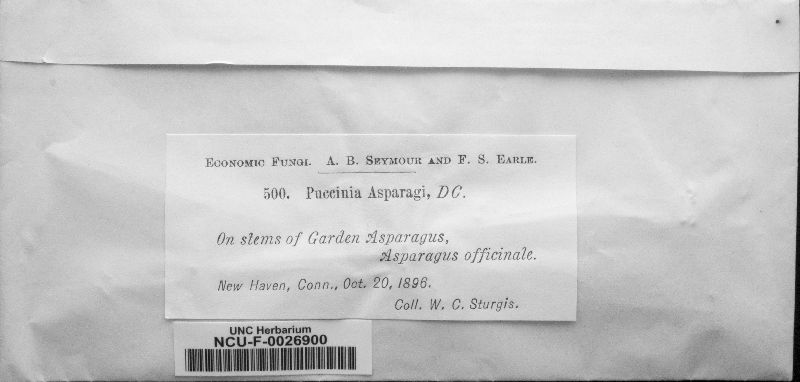 Economic Fungi. A. B. Seymour and F. S. Earle.
500. Puccinia Asparagi, DC.
On stems of Garden Asparagus,
Asparagus officinale.
New Haven, Conn., Oct. 20, 1896.
Coll. W. C. Sturgis.
UNC Herbarium
NCU-F-0026900